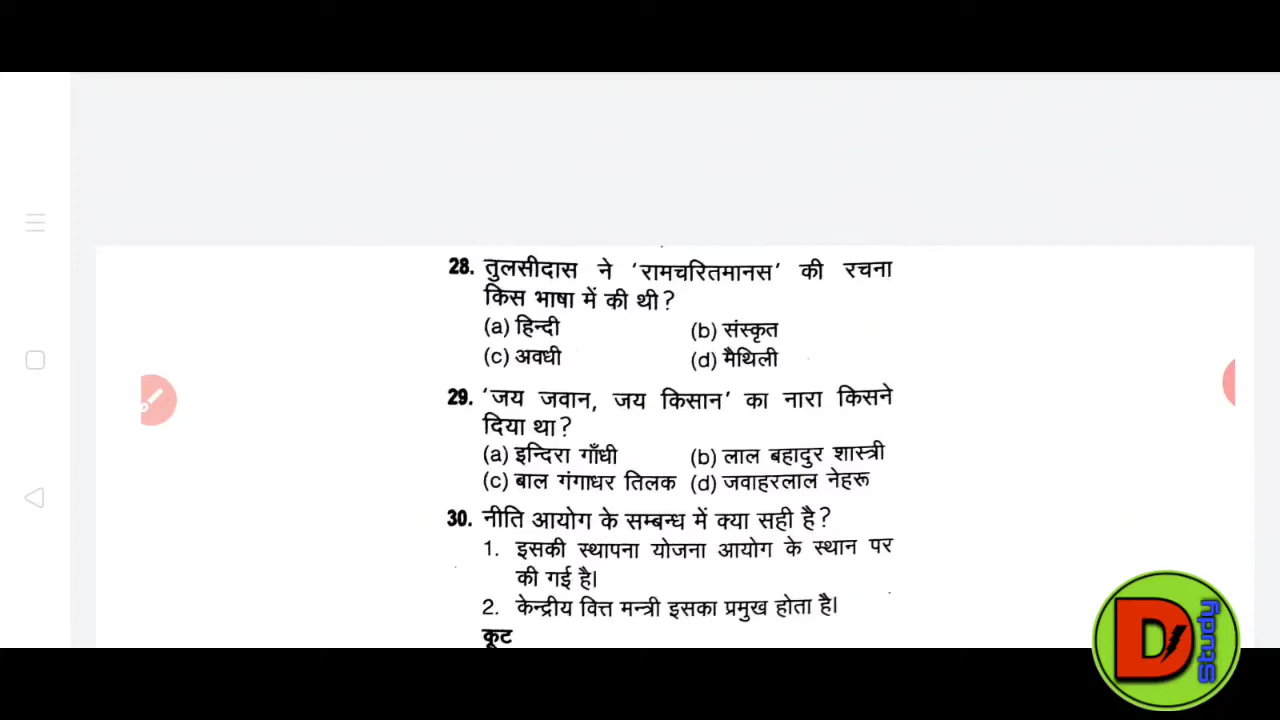 28. तुलसीदास ने ‘रामचरितमानस’ की रचना
किस भाषा में की थी?
(a) हिन्दी (b) संस्कृत
(c) अवधी (d) मैथिली
29. ‘जय जवान, जय किसान’ का नारा किसने
दिया था?
(a) इन्दिरा गाँधी (b) लाल बहादुर शास्त्री
(c) बाल गंगाधर तिलक (d) जवाहरलाल नेहरू
30. नीति आयोग के सम्बन्ध में क्या सही है?
1. इसकी स्थापना योजना आयोग के स्थान पर
की गई है।
2. केन्द्रीय वित्त मन्त्री इसका प्रमुख होता है।
कूट
D Study